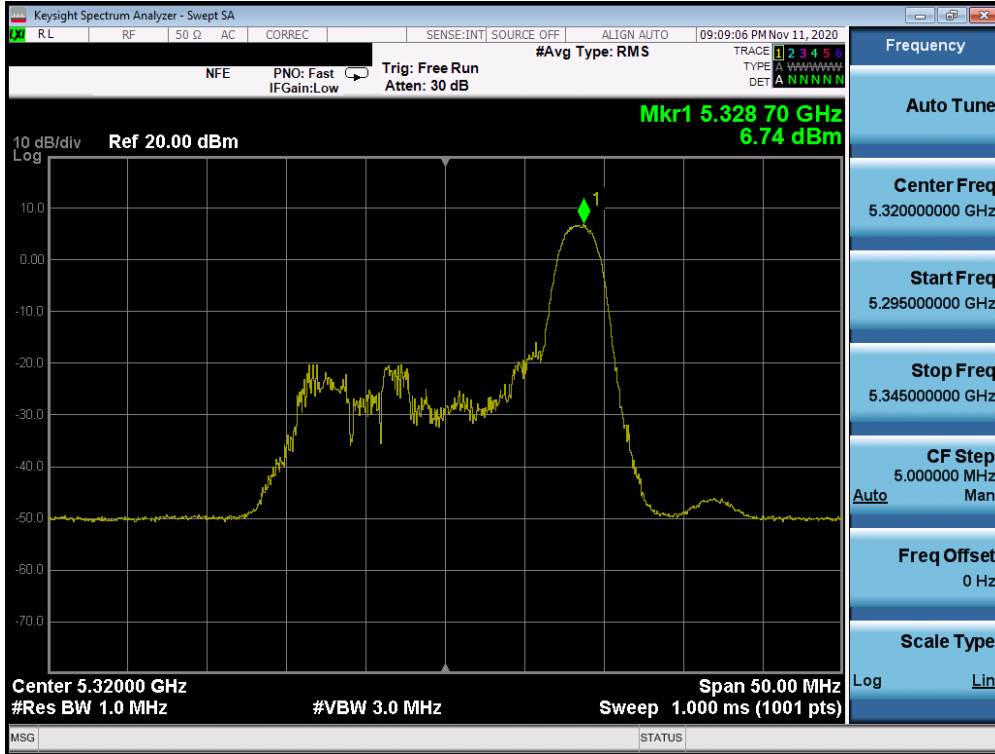 Keysight Spectrum Analyzer - Swept SA
LXI RL RF 50 Ω AC CORREC SENSE:INT SOURCE OFF ALIGN AUTO 09:09:06 PM Nov 11, 2020
#Avg Type: RMS TRACE 1 2 3 4 5 6
NFE PNO: Fast Trig: Free Run TYPE A WWWWW
IFGain:Low Atten: 30 dB DET A N N N N N
Mkr1 5.328 70 GHz
6.74 dBm
10 dB/div Ref 20.00 dBm
Log
1
10.0
0.00
-10.0
-20.0
-30.0
-40.0
-50.0
-60.0
-70.0
Center 5.32000 GHz Span 50.00 MHz
#Res BW 1.0 MHz #VBW 3.0 MHz Sweep 1.000 ms (1001 pts)
MSG STATUS
Frequency
Auto Tune
Center Freq
5.320000000 GHz
Start Freq
5.295000000 GHz
Stop Freq
5.345000000 GHz
CF Step
5.000000 MHz
Auto Man
Freq Offset
0 Hz
Scale Type
Log Lin